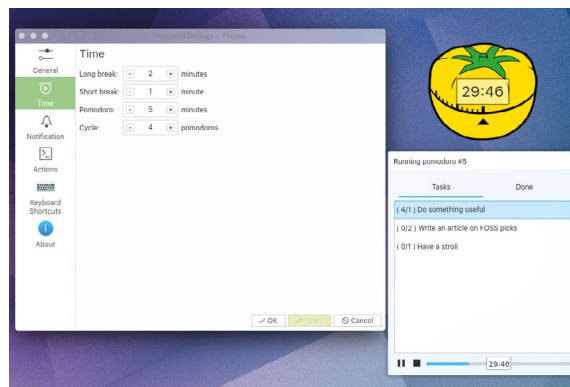 Time
General
Long break: - 2 + minutes
Short break: - 1 + minute
Time
Pomodoro: - 5 + minutes
Cycle: - 4 + pomodoros
Notification
Actions
Keyboard
Shortcuts
About
✓ OK
Cancel
29:46
Running pomodoro #5
Tasks Done
( 4/1 ) Do something useful
( 0/2 ) Write an article on FOSS picks
( 0/1 ) Have a stroll
29:46